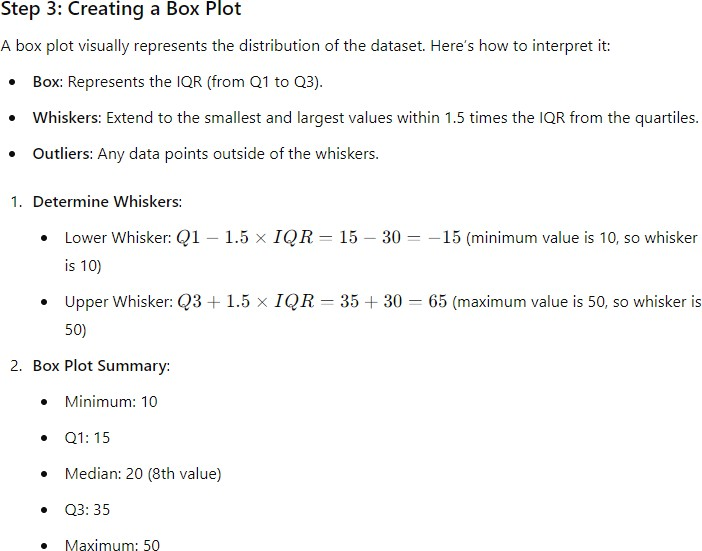 Step 3: Creating a Box Plot
A box plot visually represents the distribution of the dataset. Here's how to interpret it:
• Box: Represents the IQR (from Q1 to Q3).
• Whiskers: Extend to the smallest and largest values within 1.5 times the IQR from the quartiles.
• Outliers: Any data points outside of the whiskers.
1. Determine Whiskers:
• Lower Whisker: Q1 − 1.5 × IQR = 15 − 30 = −15 (minimum value is 10, so whisker
is 10)
• Upper Whisker: Q3 + 1.5 × IQR = 35 + 30 = 65 (maximum value is 50, so whisker is
50)
2. Box Plot Summary:
• Minimum: 10
• Q1: 15
• Median: 20 (8th value)
• Q3: 35
• Maximum: 50